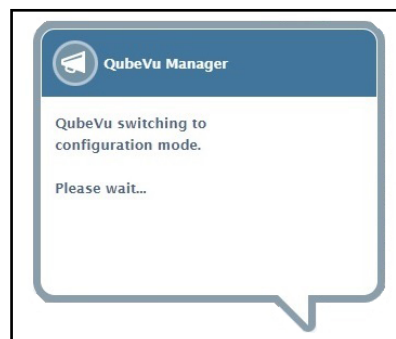 QubeVu Manager
QubeVu switching to
configuration mode.
Please wait...